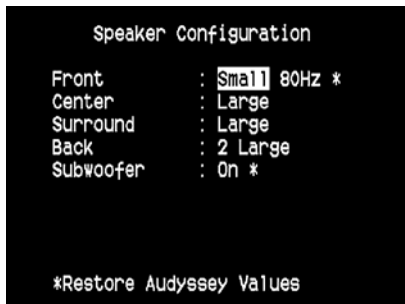 Speaker Configuration
Front : Small 80Hz *
Center : Large
Surround : Large
Back : 2 Large
Subwoofer : On *
*Restore Audyssey Values